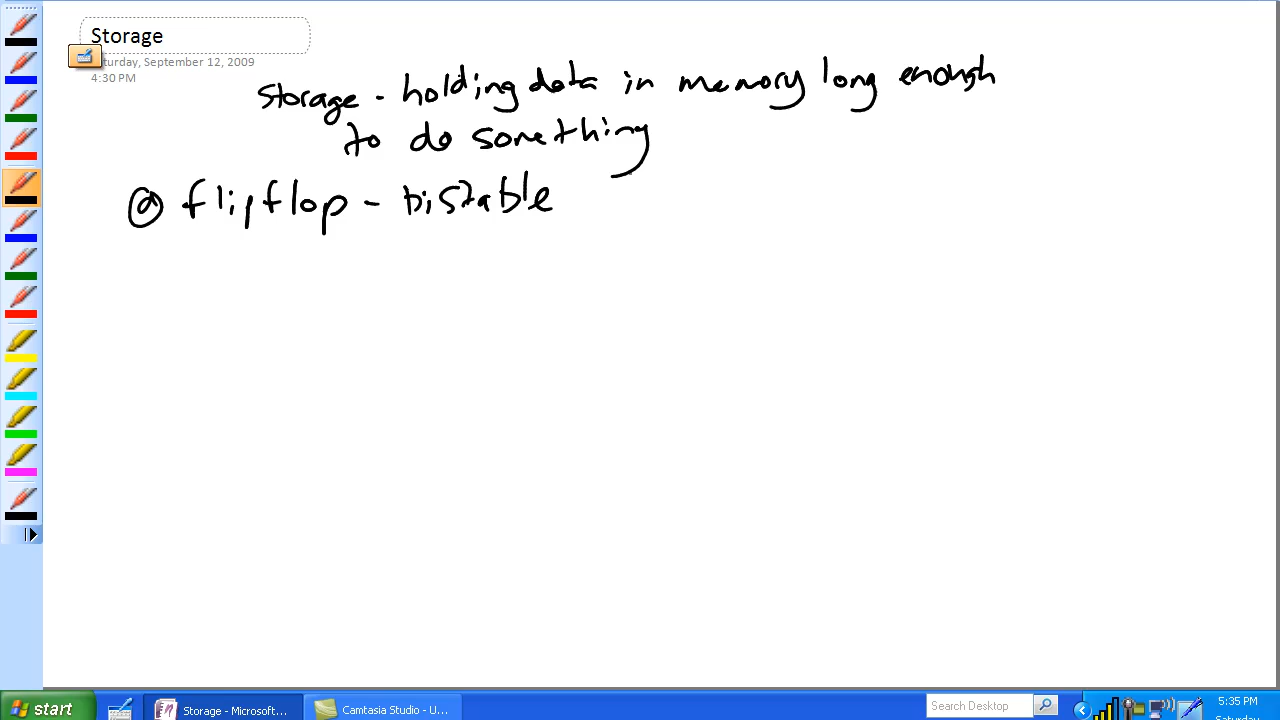 Storage
Saturday, September 12, 2009
4:30 PM
storage - holding data in memory long enough
to do something
ⓐ flipflop - bistable
start
Storage - Microsoft...
Camtasia Studio - U...
Search Desktop
5:35 PM
Saturday